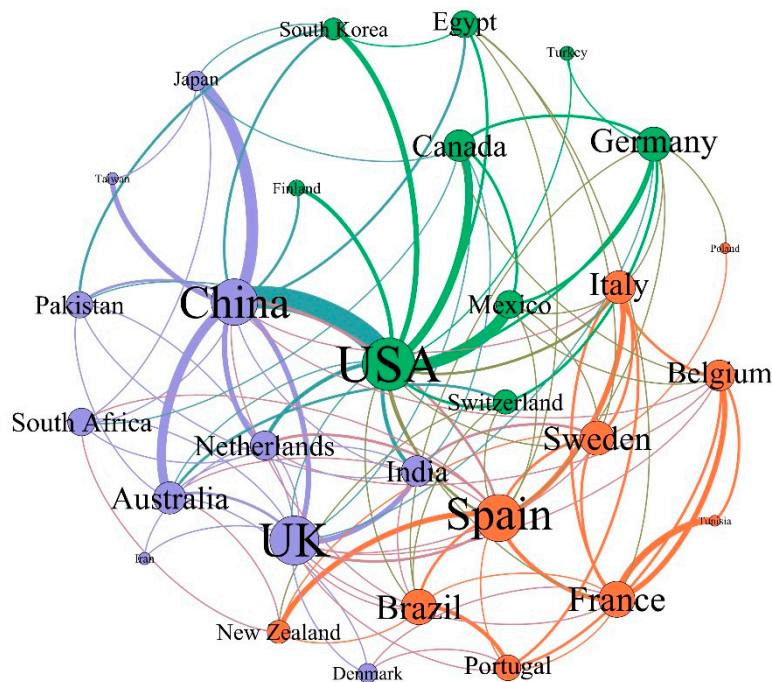 South Korea
Egypt
Turkey
Japan
Canada
Germany
Taiwan
Finland
Poland
Pakistan
China
Mexico
Italy
USA
Belgium
South Africa
Switzerland
Netherlands
Sweden
India
Australia
Spain
Tunisia
UK
Iran
Brazil
France
New Zealand
Denmark
Portugal